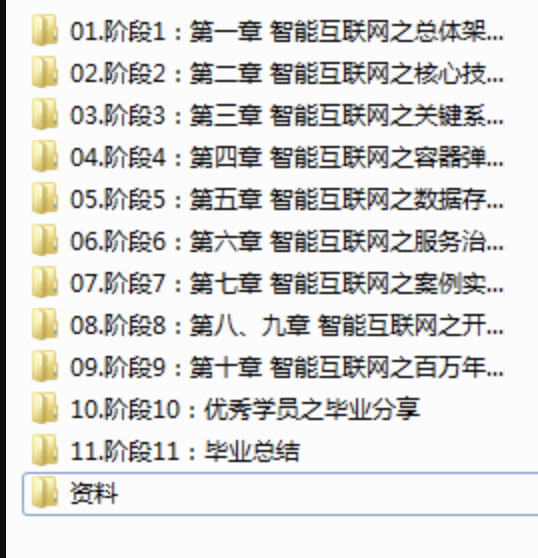 01.阶段1：第一章 智能互联网之总体架...
02.阶段2：第二章 智能互联网之核心技...
03.阶段3：第三章 智能互联网之关键系...
04.阶段4：第四章 智能互联网之容器弹...
05.阶段5：第五章 智能互联网之数据存...
06.阶段6：第六章 智能互联网之服务治...
07.阶段7：第七章 智能互联网之案例实...
08.阶段8：第八、九章 智能互联网之开...
09.阶段9：第十章 智能互联网之百万年...
10.阶段10：优秀学员之毕业分享
11.阶段11：毕业总结
资料